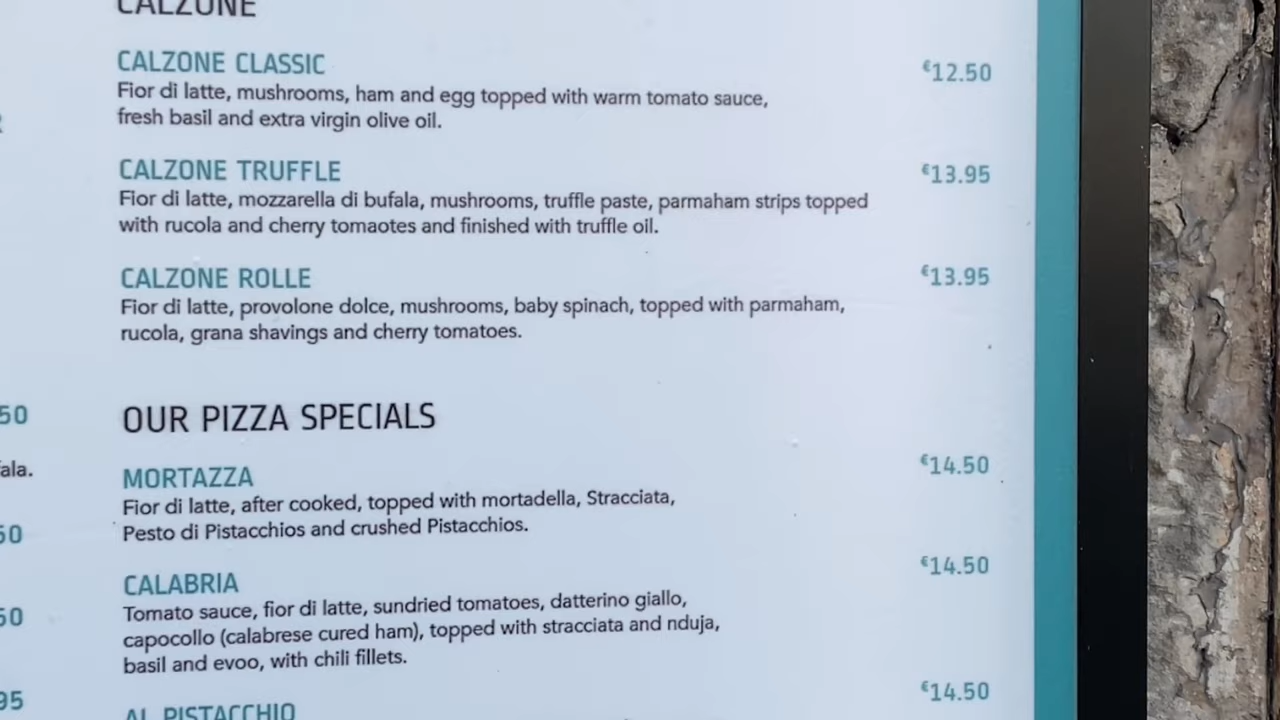 CALZONE
CALZONE CLASSIC €12.50
Fior di latte, mushrooms, ham and egg topped with warm tomato sauce,
fresh basil and extra virgin olive oil.
CALZONE TRUFFLE €13.95
Fior di latte, mozzarella di bufala, mushrooms, truffle paste, parmaham strips topped
with rucola and cherry tomaotes and finished with truffle oil.
CALZONE ROLLE €13.95
Fior di latte, provolone dolce, mushrooms, baby spinach, topped with parmaham,
rucola, grana shavings and cherry tomatoes.
50
OUR PIZZA SPECIALS
ala.
MORTAZZA €14.50
Fior di latte, after cooked, topped with mortadella, Stracciata,
Pesto di Pistacchios and crushed Pistacchios.
50
CALABRIA €14.50
Tomato sauce, fior di latte, sundried tomatoes, datterino giallo,
50
capocollo (calabrese cured ham), topped with stracciata and nduja,
basil and evoo, with chili fillets.
95
AL PISTACCHIO €14.50